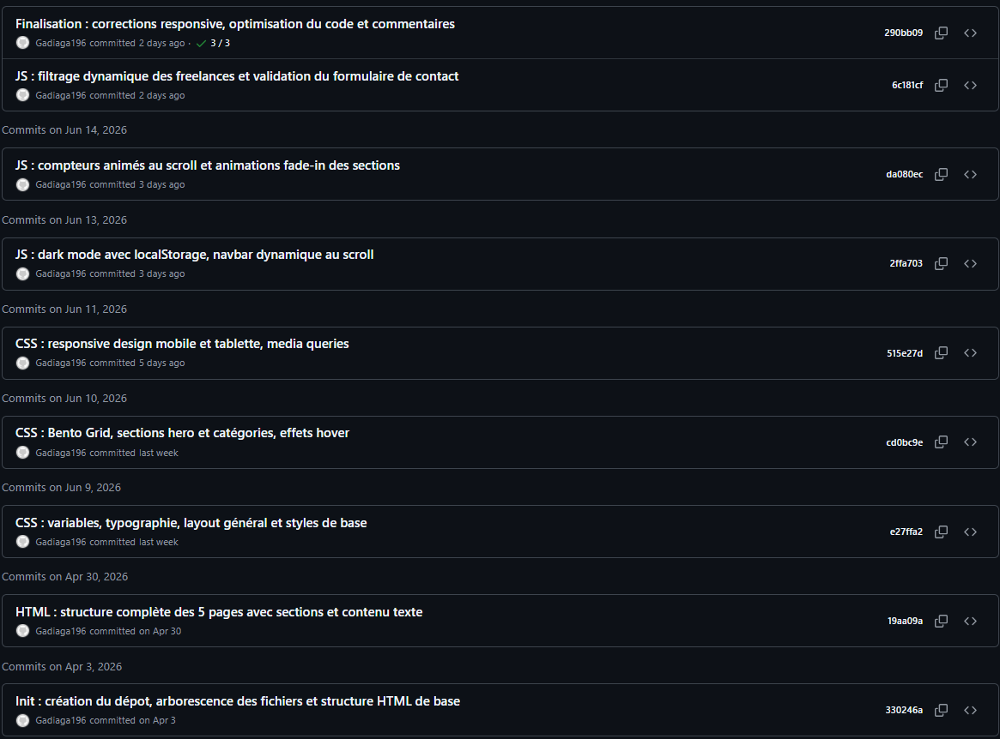 Finalisation : corrections responsive, optimisation du code et commentaires
290bb09
Gadiaga196 committed 2 days ago · 3 / 3
JS : filtrage dynamique des freelances et validation du formulaire de contact
6c181cf
Gadiaga196 committed 2 days ago
Commits on Jun 14, 2026
JS : compteurs animés au scroll et animations fade-in des sections
da080ec
Gadiaga196 committed 3 days ago
Commits on Jun 13, 2026
JS : dark mode avec localStorage, navbar dynamique au scroll
2ffa703
Gadiaga196 committed 3 days ago
Commits on Jun 11, 2026
CSS : responsive design mobile et tablette, media queries
515e27d
Gadiaga196 committed 5 days ago
Commits on Jun 10, 2026
CSS : Bento Grid, sections hero et catégories, effets hover
cd0bc9e
Gadiaga196 committed last week
Commits on Jun 9, 2026
CSS : variables, typographie, layout général et styles de base
e27ffa2
Gadiaga196 committed last week
Commits on Apr 30, 2026
HTML : structure complète des 5 pages avec sections et contenu texte
19aa09a
Gadiaga196 committed on Apr 30
Commits on Apr 3, 2026
Init : création du dépot, arborescence des fichiers et structure HTML de base
330246a
Gadiaga196 committed on Apr 3